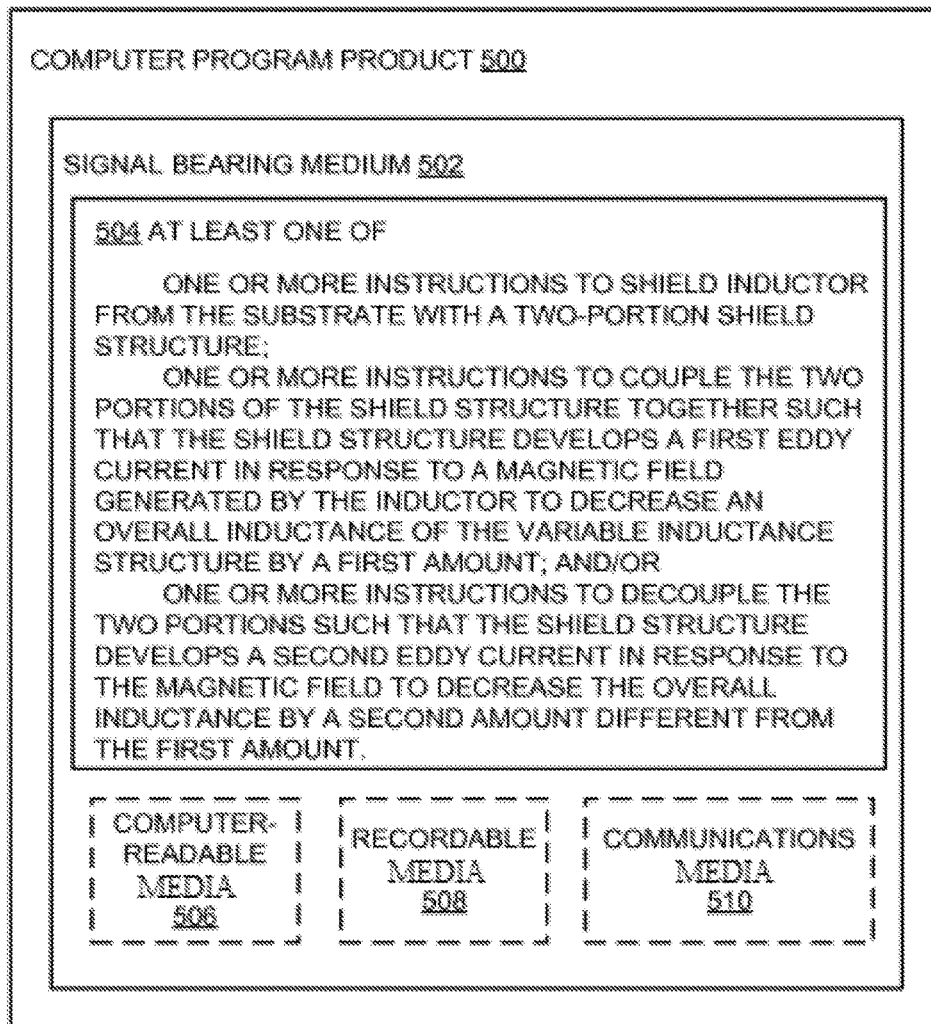 COMPUTER PROGRAM PRODUCT 500
SIGNAL BEARING MEDIUM 502
504 AT LEAST ONE OF
ONE OR MORE INSTRUCTIONS TO SHIELD INDUCTOR
FROM THE SUBSTRATE WITH A TWO-PORTION SHIELD
STRUCTURE;
ONE OR MORE INSTRUCTIONS TO COUPLE THE TWO
PORTIONS OF THE SHIELD STRUCTURE TOGETHER SUCH
THAT THE SHIELD STRUCTURE DEVELOPS A FIRST EDDY
CURRENT IN RESPONSE TO A MAGNETIC FIELD
GENERATED BY THE INDUCTOR TO DECREASE AN
OVERALL INDUCTANCE OF THE VARIABLE INDUCTANCE
STRUCTURE BY A FIRST AMOUNT; AND/OR
ONE OR MORE INSTRUCTIONS TO DECOUPLE THE
TWO PORTIONS SUCH THAT THE SHIELD STRUCTURE
DEVELOPS A SECOND EDDY CURRENT IN RESPONSE TO
THE MAGNETIC FIELD TO DECREASE THE OVERALL
INDUCTANCE BY A SECOND AMOUNT DIFFERENT FROM
THE FIRST AMOUNT.
COMPUTER-
READABLE
MEDIA
506
RECORDABLE
MEDIA
508
COMMUNICATIONS
MEDIA
510